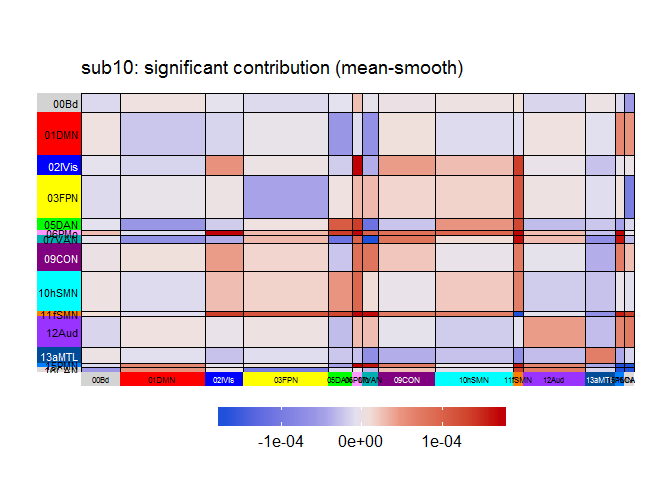 sub10: significant contribution (mean-smooth)
00Bd
01DMN
02lVis
03FPN
05DAN
07VAN
09CON
10hSMN
11fSMN
12Aud
13aMTL
00Bd 01DMN 02lVis 03FPN 05DAN 09CON 10hSMN 11fSMN 12Aud 13aMTL
-1e-04 0e+00 1e-04